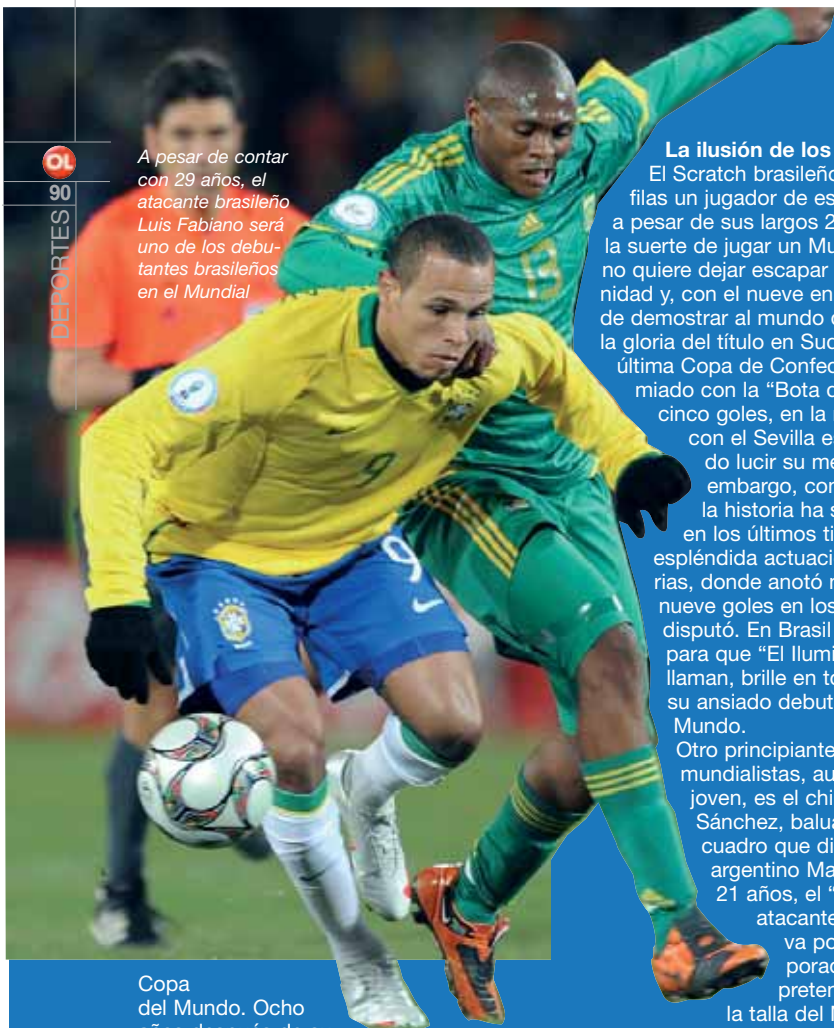 OL
90
DEPORTES
A pesar de contar
con 29 años, el
atacante brasileño
Luis Fabiano será
uno de los debu-
tantes brasileños
en el Mundial
13
9
9
Copa
del Mundo. Ocho
años después de
La ilusión de los
El Scratch brasileño
filas un jugador de es
a pesar de sus largos 2
la suerte de jugar un Mu
no quiere dejar escapar
nidad y, con el nueve en
de demostrar al mundo
la gloria del título en Sud
última Copa de Confed
miado con la “Bota d
cinco goles, en la
con el Sevilla e
do lucir su me
embargo, con
la historia ha s
en los últimos ti
espléndida actuaci
rias, donde anotó
nueve goles en los
disputó. En Brasil
para que “El Ilumi
llaman, brille en to
su ansiado debut
Mundo.
Otro principiante
mundialistas, au
joven, es el chi
Sánchez, balua
cuadro que di
argentino Ma
21 años, el “
atacante
va po
porad
preten
la talla del